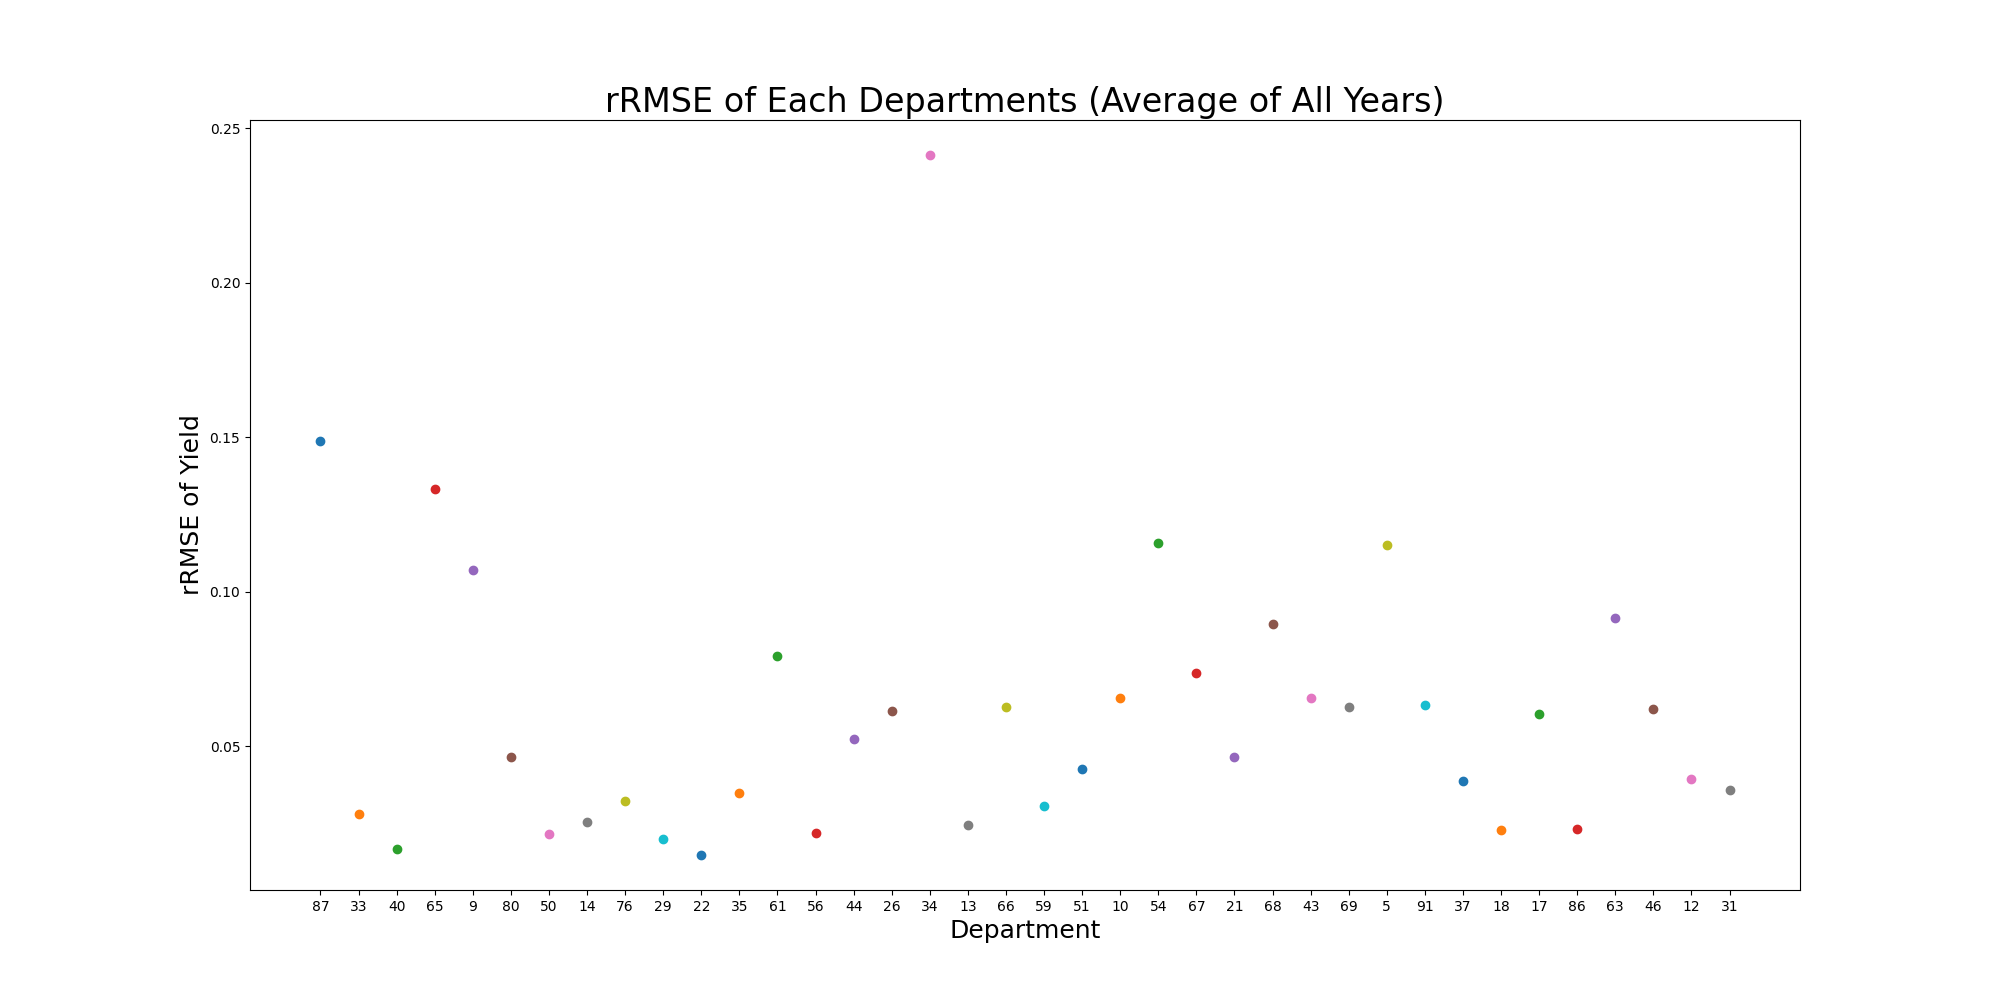 rRMSE of Each Departments (Average of All Years)
0.25
0.20
0.15
0.10
0.05
rRMSE of Yield
87 33 40 65 9 80 50 14 76 29 22 35 61 56 44 26 34 13 66 59 51 10 54 67 21 68 43 69 5 91 37 18 17 86 63 46 12 31
Department